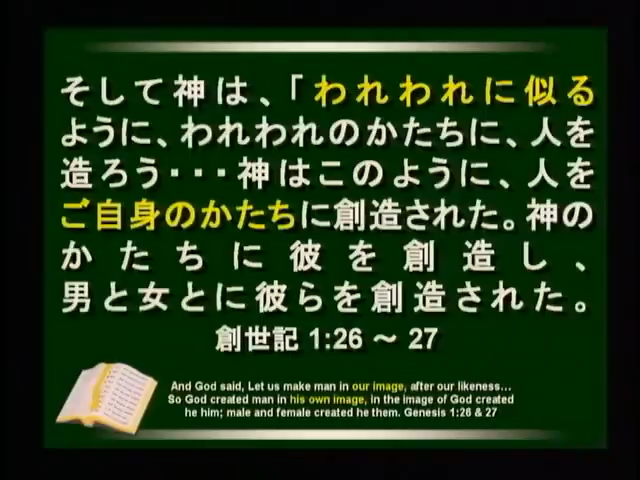 そして神は、「われわれに似る
ように、われわれのかたちに、人を
造ろう・・・神はこのように、人を
ご自身のかたちに創造された。神の
かたちに彼を創造し、
男と女とに彼らを創造された。
創世記 1:26 ～ 27
And God said, Let us make man in our image, after our likeness...
So God created man in his own image, in the image of God created
he him; male and female created he them. Genesis 1:26 & 27